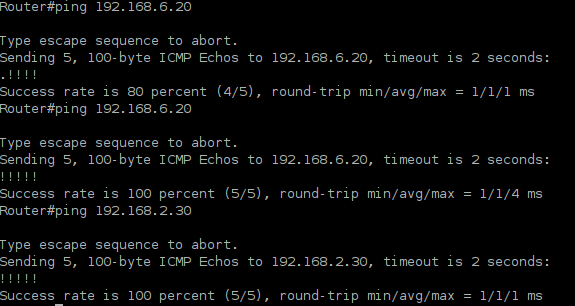 Router#ping 192.168.6.20
Type escape sequence to abort.
Sending 5, 100-byte ICMP Echos to 192.168.6.20, timeout is 2 seconds:
.!!!!
Success rate is 80 percent (4/5), round-trip min/avg/max = 1/1/1 ms
Router#ping 192.168.6.20
Type escape sequence to abort.
Sending 5, 100-byte ICMP Echos to 192.168.6.20, timeout is 2 seconds:
!!!!!
Success rate is 100 percent (5/5), round-trip min/avg/max = 1/1/4 ms
Router#ping 192.168.2.30
Type escape sequence to abort.
Sending 5, 100-byte ICMP Echos to 192.168.2.30, timeout is 2 seconds:
!!!!!
Success rate is 100 percent (5/5), round-trip min/avg/max = 1/1/1 ms